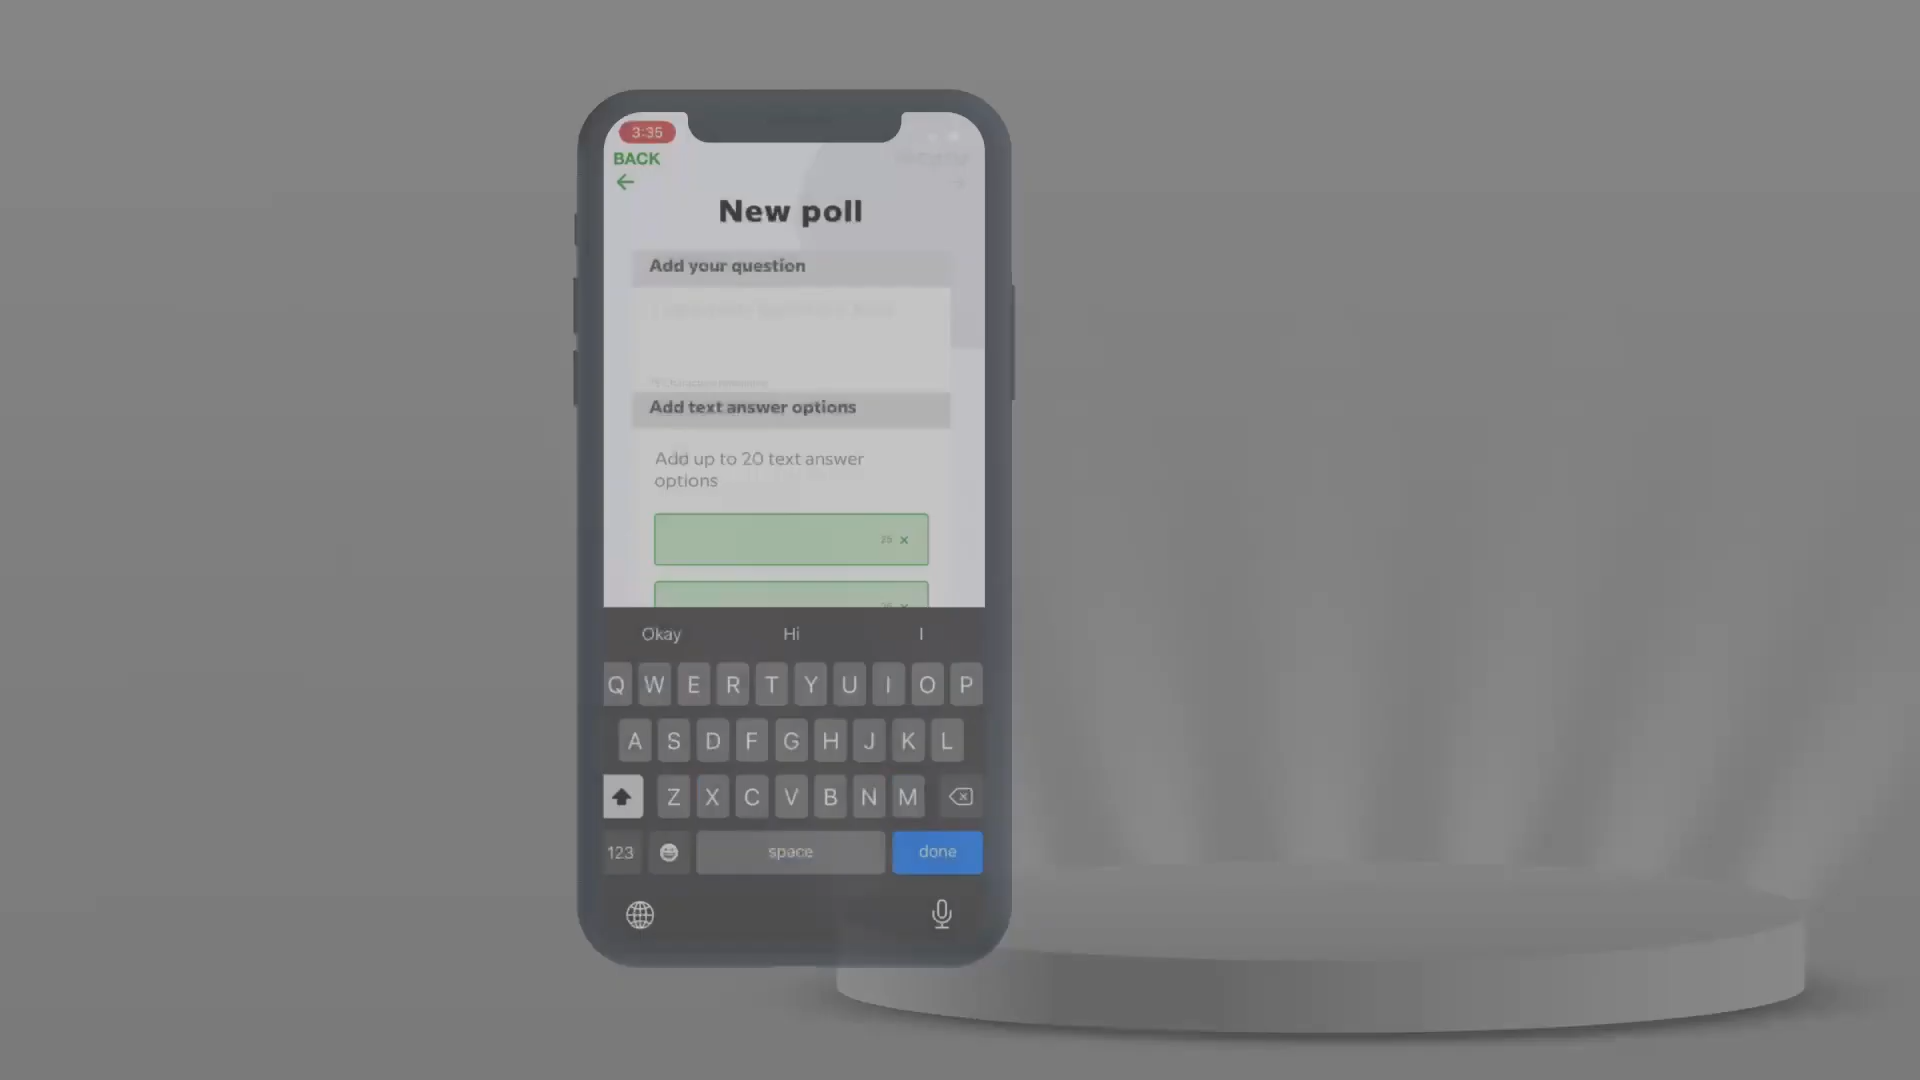 3:35
BACK
New poll
Add your question
Add text answer options
Add up to 20 text answer
options
25
Okay Hi I
Q W E R T Y U I O P
A S D F G H J K L
Z X C V B N M
123 space done